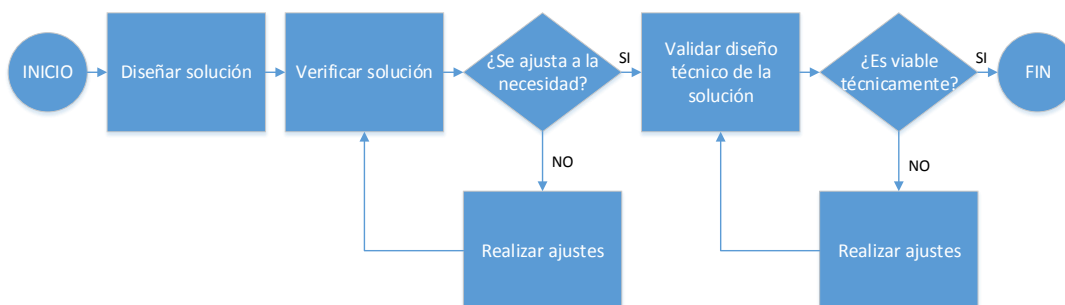 INICIO
Diseñar solución
Verificar solución
¿Se ajusta a la
necesidad?
SI
Validar diseño
técnico de la
solución
¿Es viable
técnicamente?
SI
FIN
NO
Realizar ajustes
NO
Realizar ajustes